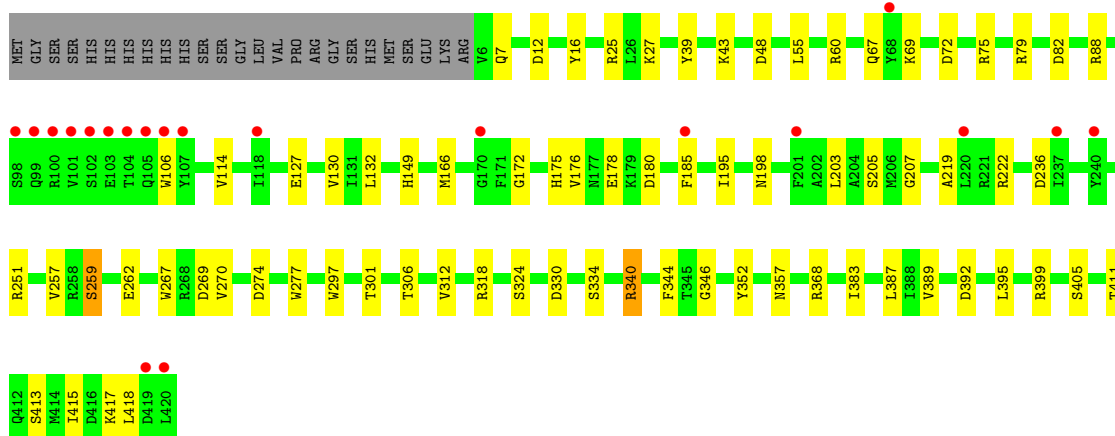 MET GLY SER SER HIS HIS HIS HIS HIS HIS SER SER GLY LEU VAL PRO ARG GLY SER HIS MET SER GLU LYS ARG V6 Q7 D12 Y16 R25 L26 K27 Y39 K43 D48 L55 R60 Q67 Y68 K69 D72 R75 R79 D82 R88
S98 Q99 R100 V101 S102 E103 T104 Q105 W106 Y107 V114 I118 E127 V130 I131 L132 H149 M166 G170 F171 G172 H175 V176 N177 E178 K179 D180 F185 I195 N198 F201 A202 L203 A204 S205 M206 G207 A219 L220 R221 R222 D236 I237 Y240
R251 V257 R258 S259 E262 W267 R268 D269 V270 D274 W277 W297 T301 T306 V312 R318 S324 D330 S334 R340 F344 T345 G346 Y352 N357 R368 I383 L387 I388 V389 D392 L395 R399 S405 T411
Q412 S413 M414 I415 D416 K417 L418 D419 L420